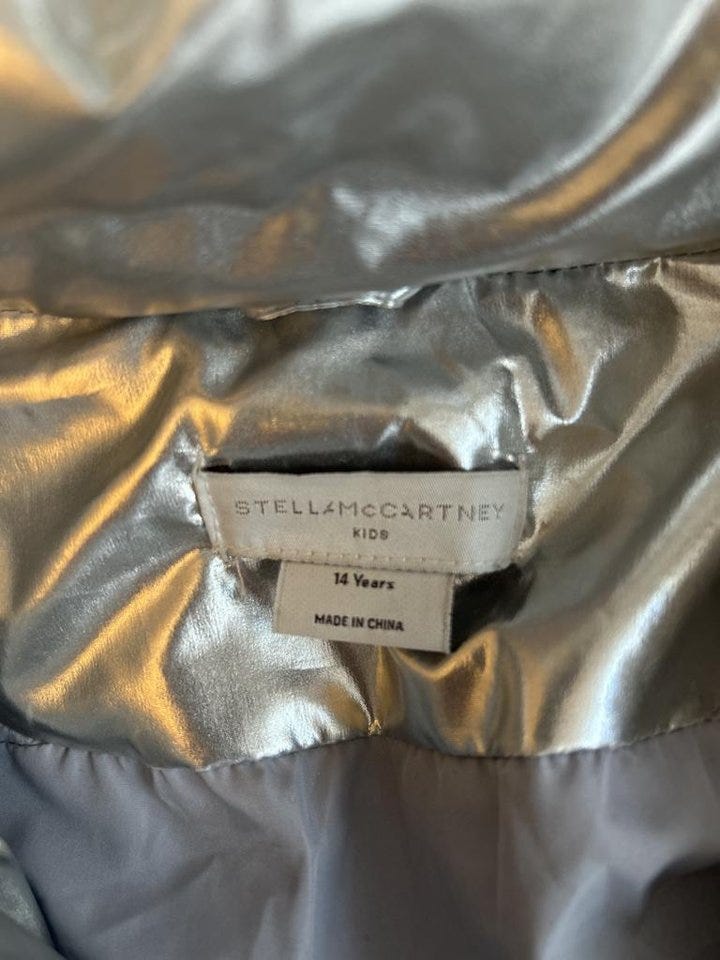 STELLA McCARTNEY
KIDS
14 Years
MADE IN CHINA